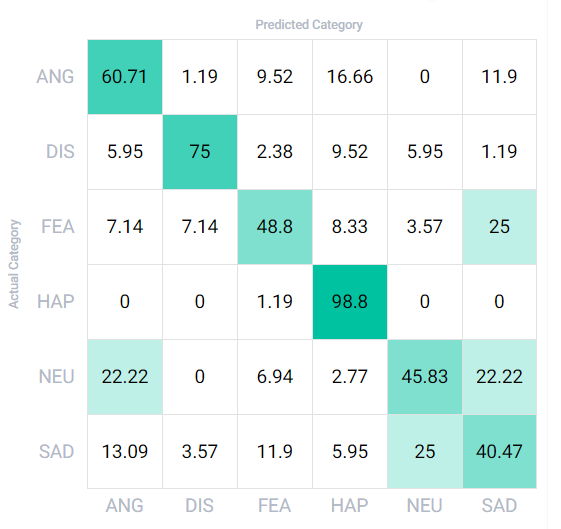 Predicted Category
ANG 60.71 1.19 9.52 16.66 0 11.9
DIS 5.95 75 2.38 9.52 5.95 1.19
FEA 7.14 7.14 48.8 8.33 3.57 25
Actual Category
HAP 0 0 1.19 98.8 0 0
NEU 22.22 0 6.94 2.77 45.83 22.22
SAD 13.09 3.57 11.9 5.95 25 40.47
ANG DIS FEA HAP NEU SAD